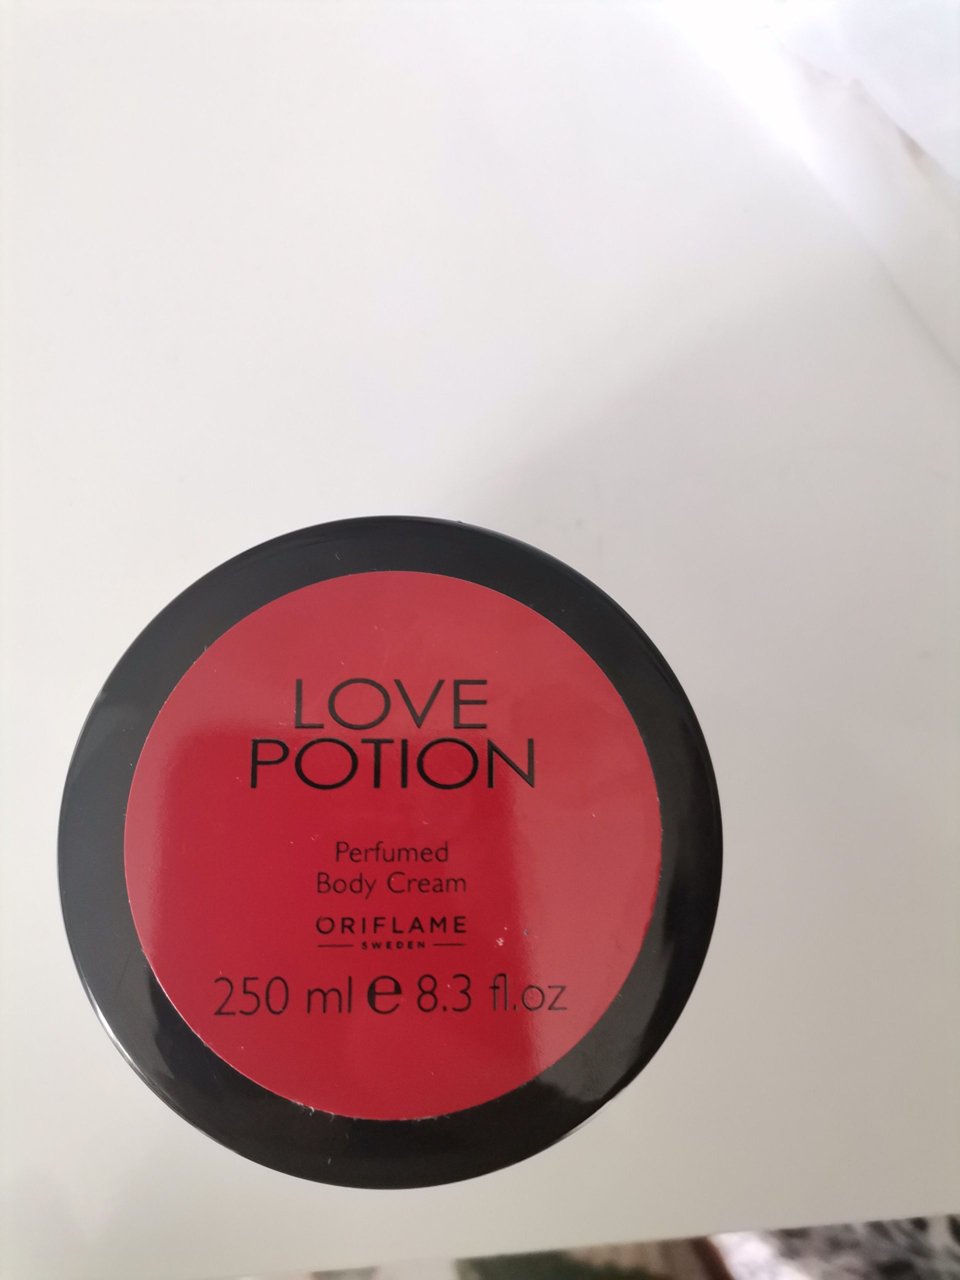 LOVE
POTION
Perfumed
Body Cream
ORIFLAME
SWEDEN
250 ml e 8.3 fl.oz